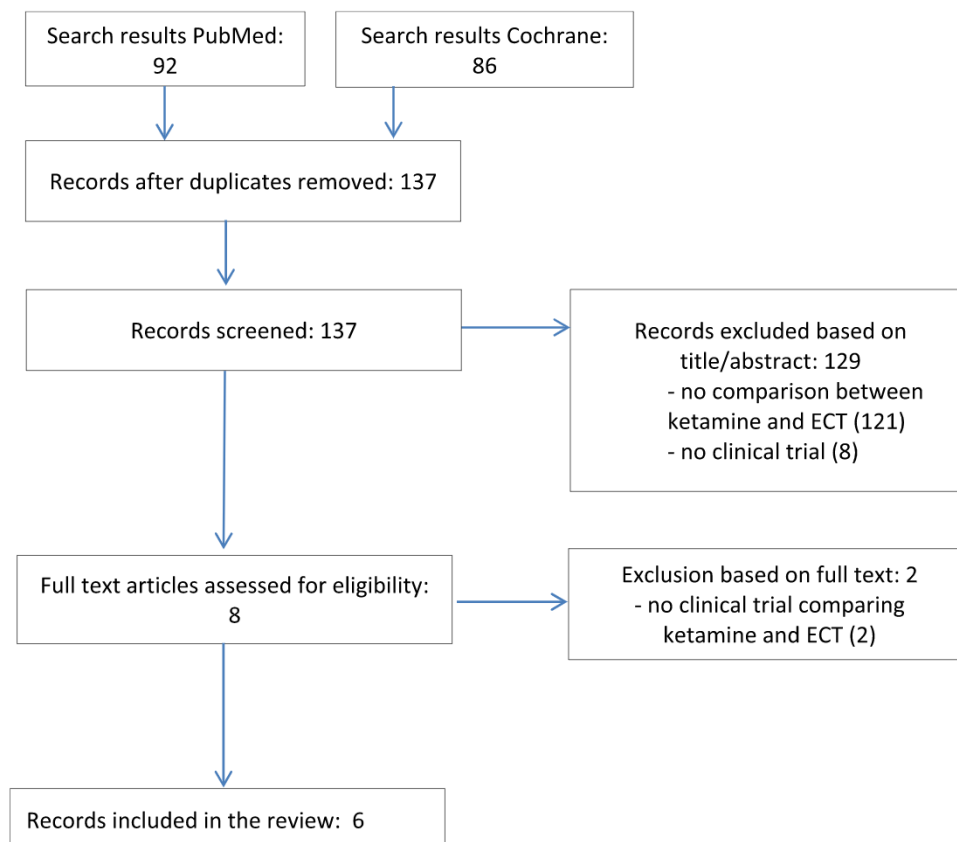 Search results PubMed:
92
Search results Cochrane:
86
Records after duplicates removed: 137
Records screened: 137
Records excluded based on
title/abstract: 129
- no comparison between
ketamine and ECT (121)
- no clinical trial (8)
Full text articles assessed for eligibility:
8
Exclusion based on full text: 2
- no clinical trial comparing
ketamine and ECT (2)
Records included in the review: 6